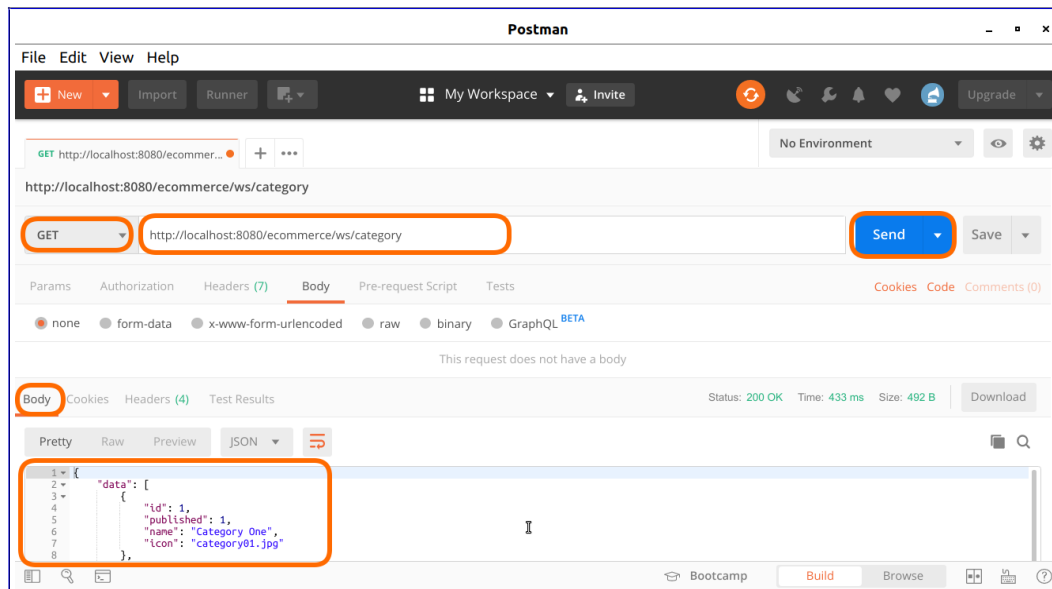 Postman
File Edit View Help
New Import Runner My Workspace Invite Upgrade
GET http://localhost:8080/ecommer... No Environment
http://localhost:8080/ecommerce/ws/category
GET http://localhost:8080/ecommerce/ws/category Send Save
Params Authorization Headers (7) Body Pre-request Script Tests Cookies Code Comments (0)
none form-data x-www-form-urlencoded raw binary GraphQL BETA
This request does not have a body
Body Cookies Headers (4) Test Results Status: 200 OK Time: 433 ms Size: 492 B Download
Pretty Raw Preview JSON
1 {
2 "data": [
3 {
4 "id": 1,
5 "published": 1,
6 "name": "Category One",
7 "icon": "category01.jpg"
8 },
Bootcamp Build Browse